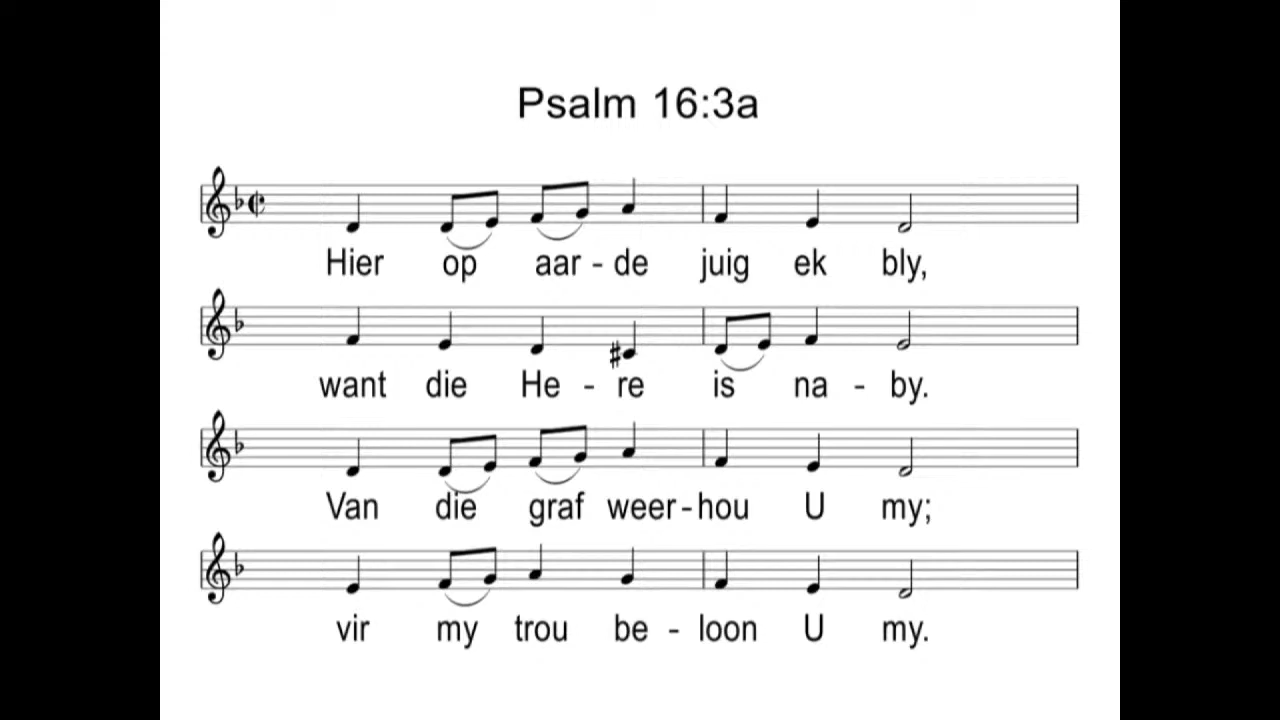 Psalm 16:3a
Hier op aar - de juig ek bly,
want die He - re is na - by.
Van die graf weer - hou U my;
vir my trou be - loon U my.